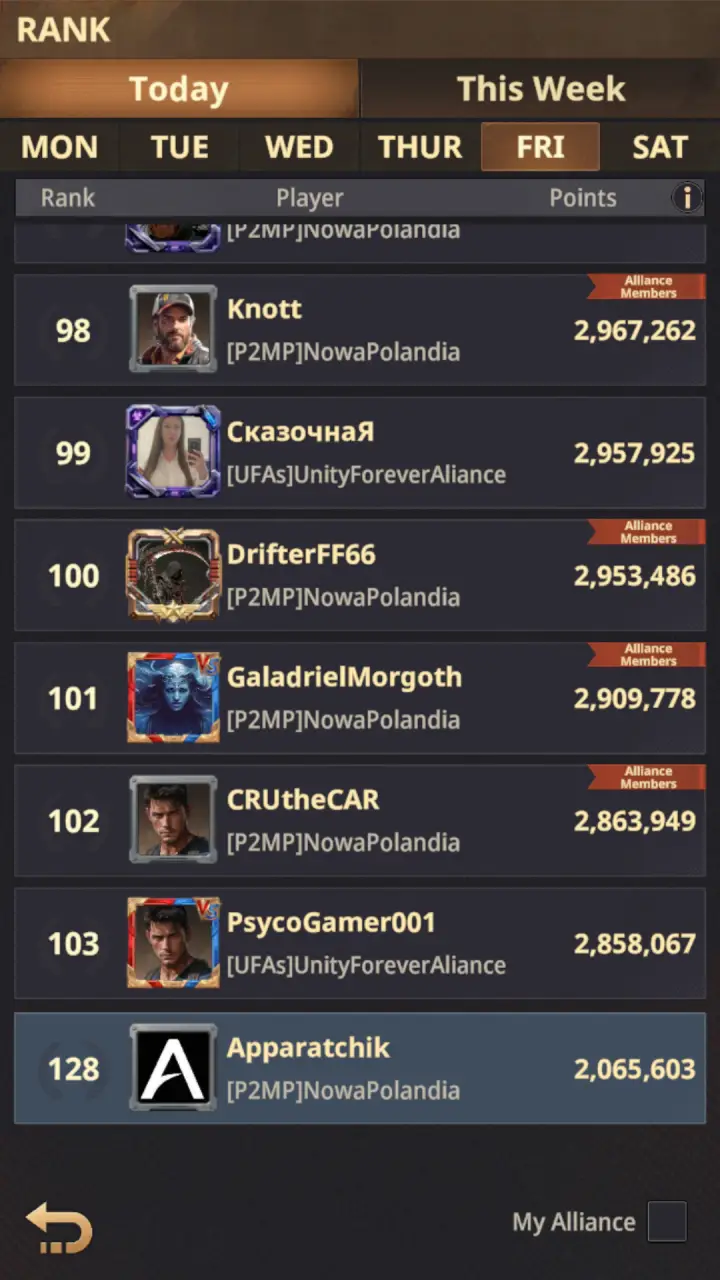 RANK
Today
This Week
MON TUE WED THUR FRI SAT
Rank Player Points i
[P2MP]NowaPolandia
98
Knott
[P2MP]NowaPolandia
Alliance
Members
2,967,262
99
СказочнаЯ
[UFAs]UnityForeverAliance
2,957,925
100
DrifterFF66
[P2MP]NowaPolandia
Alliance
Members
2,953,486
101
VS
GaladrielMorgoth
[P2MP]NowaPolandia
Alliance
Members
2,909,778
102
CRUtheCAR
[P2MP]NowaPolandia
Alliance
Members
2,863,949
103
VS
PsycoGamer001
[UFAs]UnityForeverAliance
2,858,067
128
A
Apparatchik
[P2MP]NowaPolandia
2,065,603
My Alliance